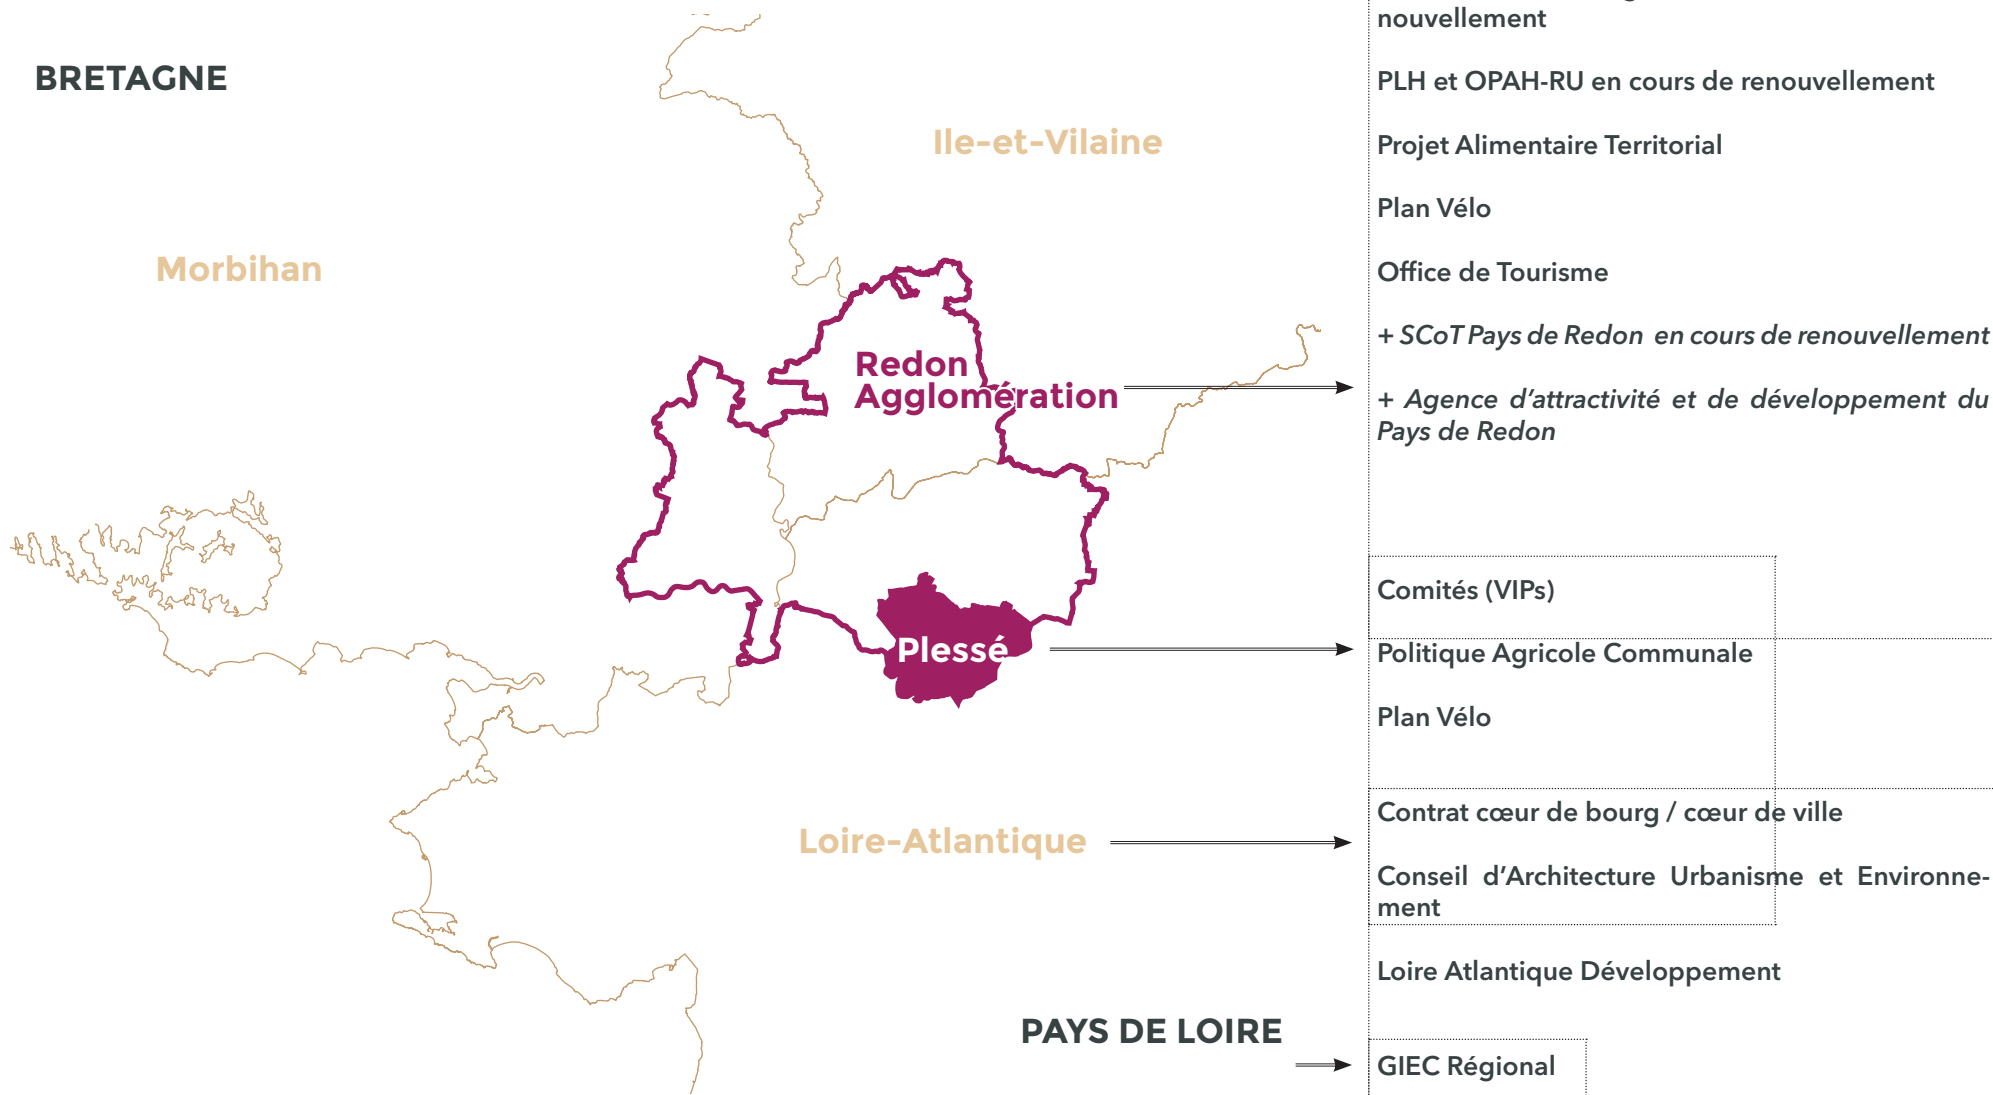 nouvellement
BRETAGNE
PLH et OPAH-RU en cours de renouvellement
Ile-et-Vilaine
Projet Alimentaire Territorial
Plan Vélo
Morbihan
Office de Tourisme
+ SCoT Pays de Redon en cours de renouvellement
Redon
Agglomération
+ Agence d'attractivité et de développement du
Pays de Redon
Comités (VIPs)
Plessé
Politique Agricole Communale
Plan Vélo
Contrat cœur de bourg / cœur de ville
Loire-Atlantique
Conseil d'Architecture Urbanisme et Environne-
ment
Loire Atlantique Développement
PAYS DE LOIRE
GIEC Régional